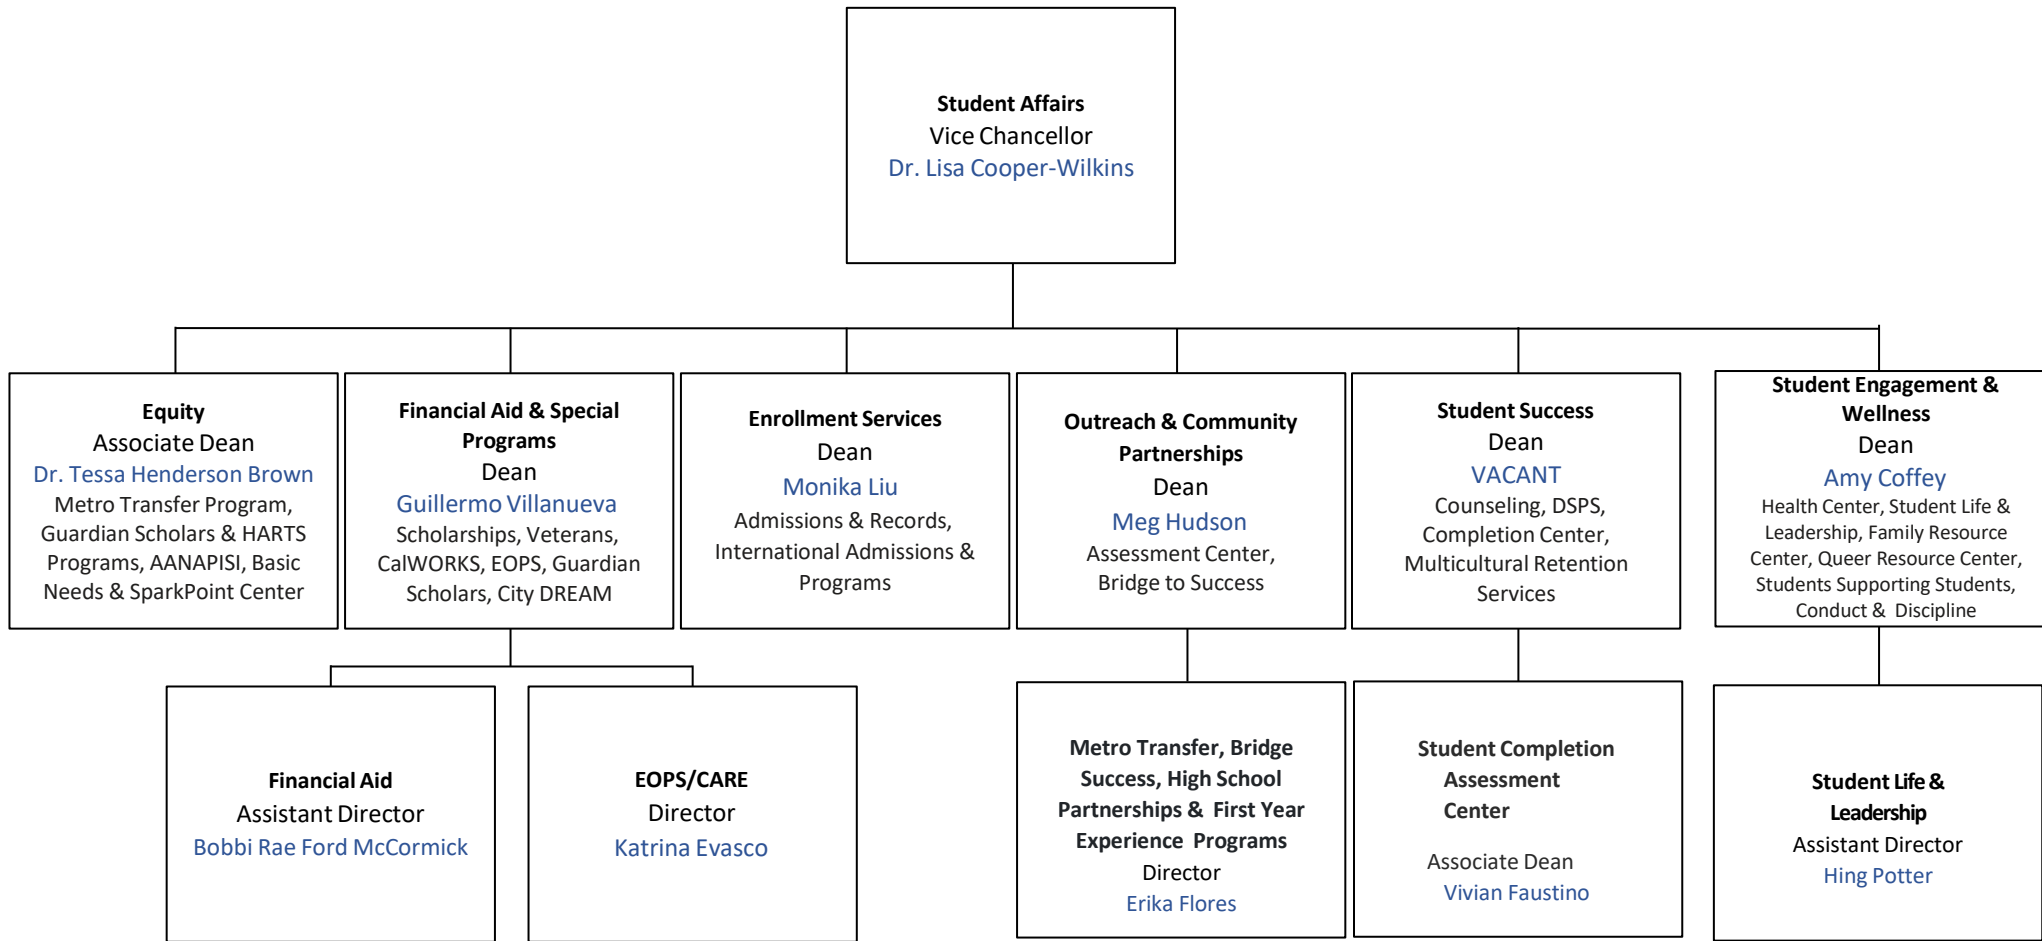 Student Affairs
Vice Chancellor
Dr. Lisa Cooper-Wilkins
Equity
Associate Dean
Dr. Tessa Henderson Brown
Metro Transfer Program,
Guardian Scholars & HARTS
Programs, AANAPISI, Basic
Needs & SparkPoint Center
Financial Aid & Special
Programs
Dean
Guillermo Villanueva
Scholarships, Veterans,
CalWORKS, EOPS, Guardian
Scholars, City DREAM
Enrollment Services
Dean
Monika Liu
Admissions & Records,
International Admissions &
Programs
Outreach & Community
Partnerships
Dean
Meg Hudson
Assessment Center,
Bridge to Success
Student Success
Dean
VACANT
Counseling, DSPS,
Completion Center,
Multicultural Retention
Services
Student Engagement &
Wellness
Dean
Amy Coffey
Health Center, Student Life &
Leadership, Family Resource
Center, Queer Resource Center,
Students Supporting Students,
Conduct & Discipline
Financial Aid
Assistant Director
Bobbi Rae Ford McCormick
EOPS/CARE
Director
Katrina Evasco
Metro Transfer, Bridge
Success, High School
Partnerships & First Year
Experience Programs
Director
Erika Flores
Student Completion
Assessment
Center
Associate Dean
Vivian Faustino
Student Life &
Leadership
Assistant Director
Hing Potter